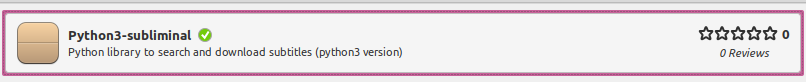 Python3-subliminal
Python library to search and download subtitles (python3 version)
0
0 Reviews